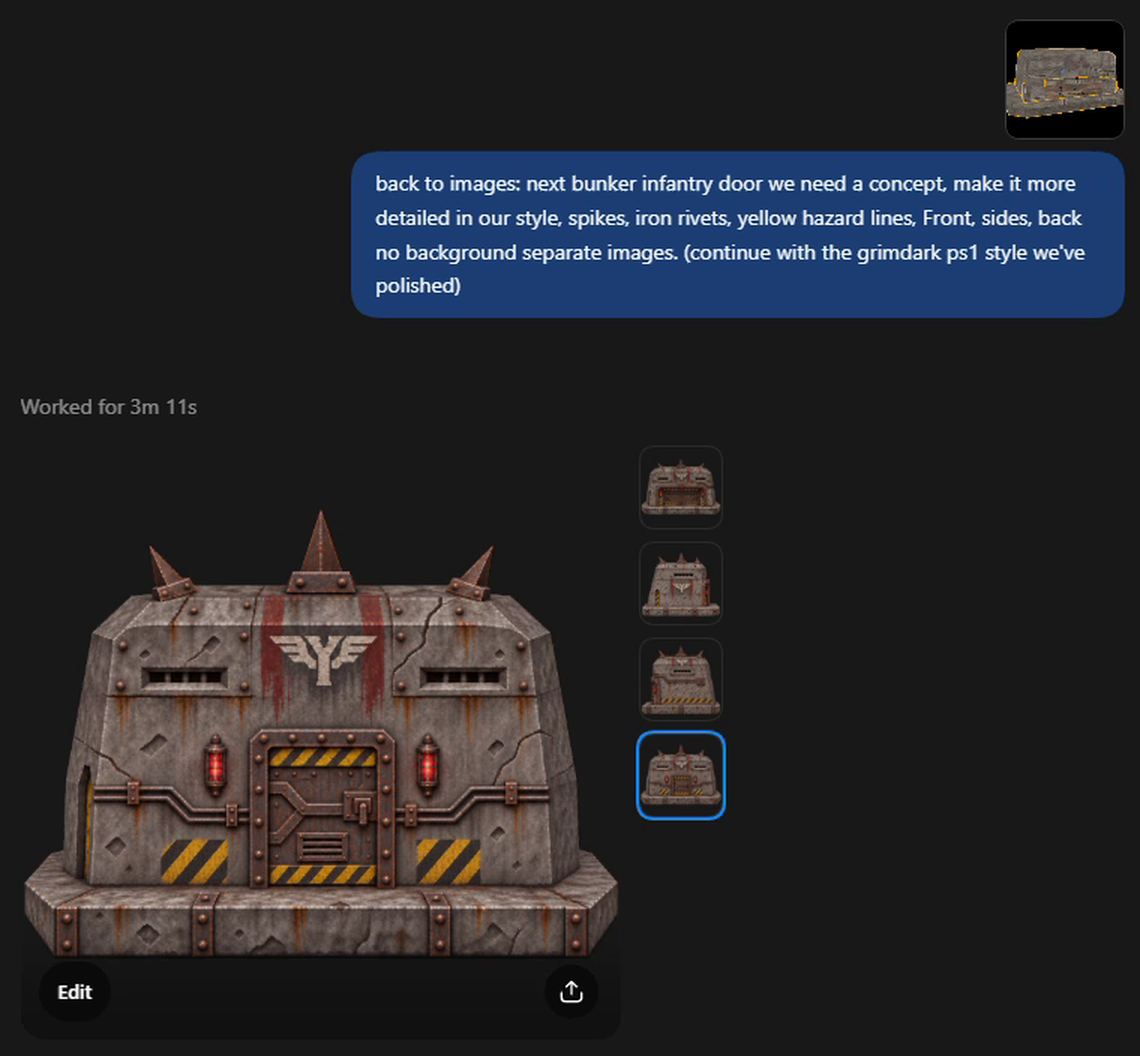 back to images: next bunker infantry door we need a concept, make it more
detailed in our style, spikes, iron rivets, yellow hazard lines, Front, sides, back
no background separate images. (continue with the grimdark ps1 style we've
polished)
Worked for 3m 11s
Y
Edit